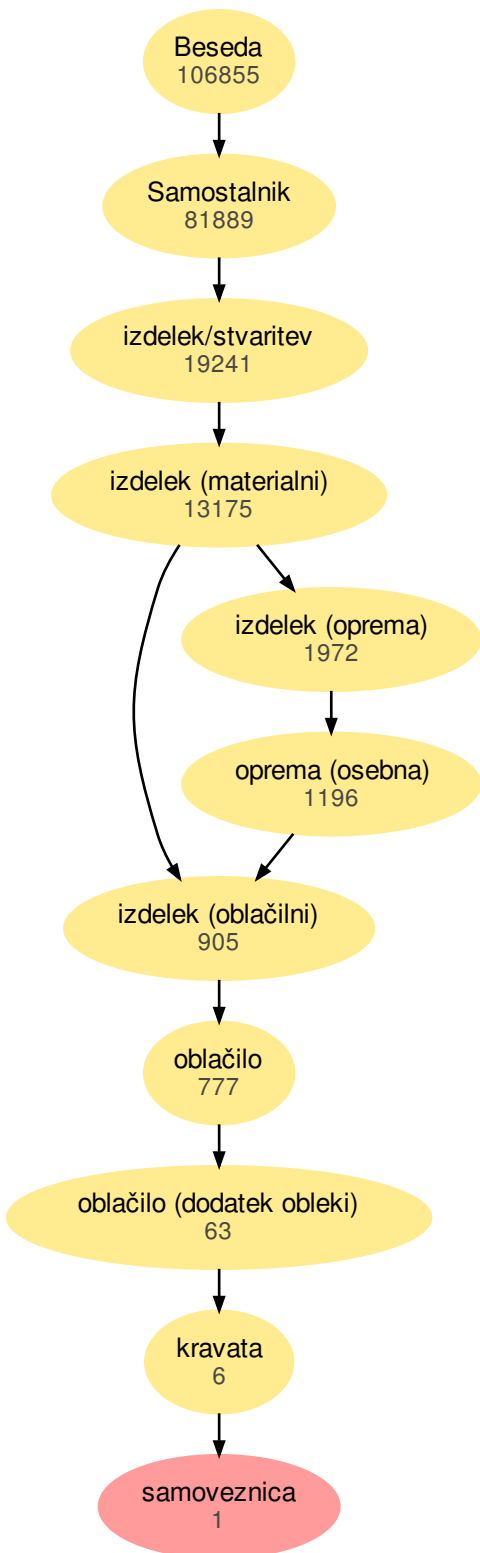 Beseda
106855
Samostalnik
81889
izdelek/stvaritev
19241
izdelek (materialni)
13175
izdelek (oprema)
1972
oprema (osebna)
1196
izdelek (oblačilni)
905
oblačilo
777
oblačilo (dodatek obleki)
63
kravata
6
samoveznica
1